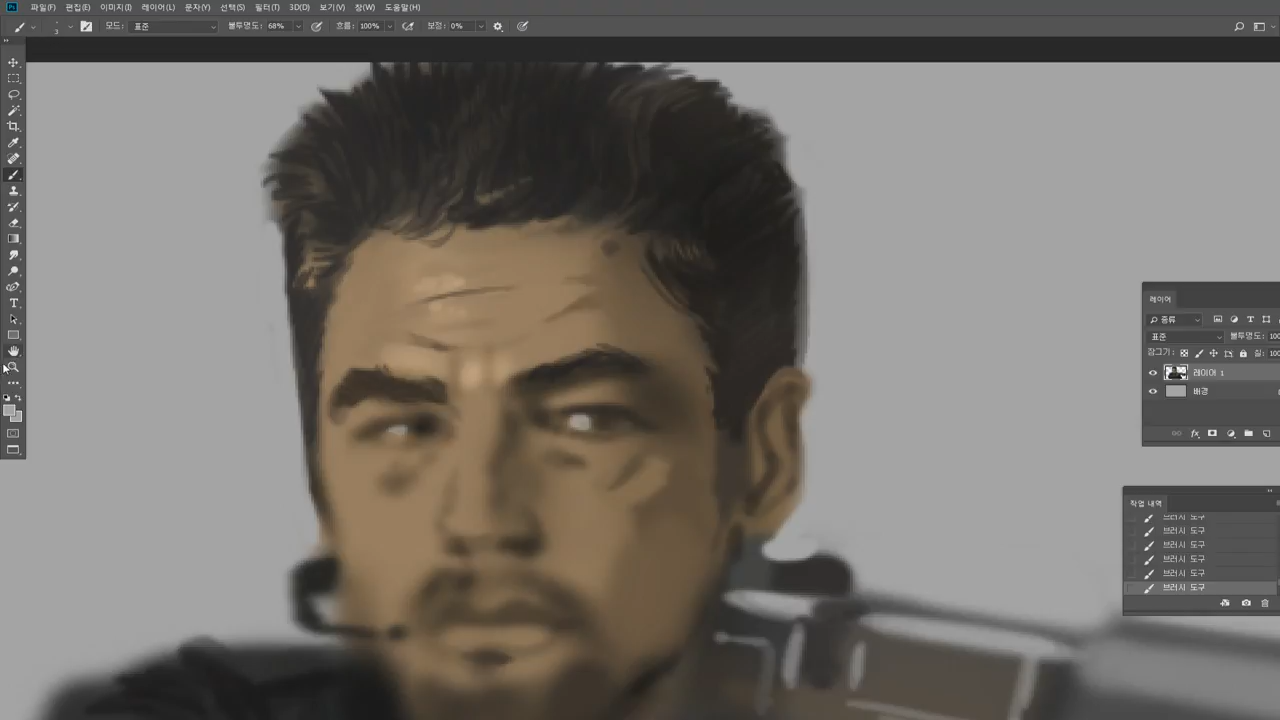 Ps 파일(F) 편집(E) 이미지(I) 레이어(L) 문자(Y) 선택(S) 필터(T) 3D(D) 보기(V) 창(W) 도움말(H)
3 모드: 표준 불투명도: 68% 흐름: 100% 보정: 0%
레이어
종류
표준 불투명도: 100
잠그기: 칠: 100
레이어 1
배경
작업 내역
브러시 도구
브러시 도구
브러시 도구
브러시 도구
브러시 도구
브러시 도구